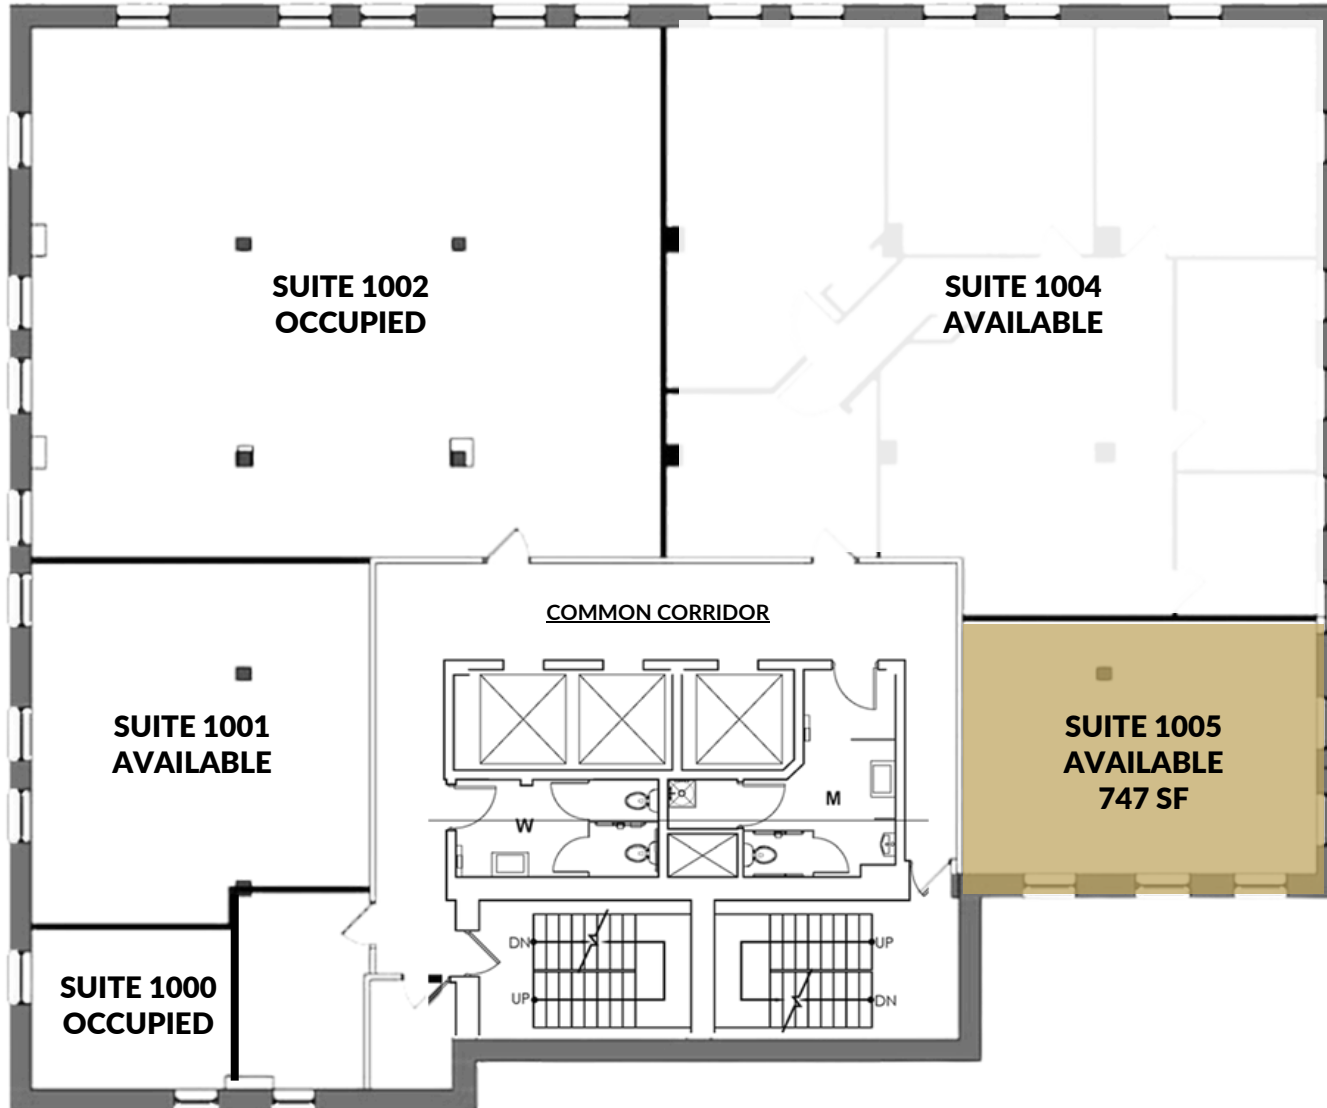 SUITE 1002
OCCUPIED
SUITE 1004
AVAILABLE
COMMON CORRIDOR
SUITE 1001
AVAILABLE
SUITE 1005
AVAILABLE
747 SF
W
M
DN
UP
UP
DN
SUITE 1000
OCCUPIED